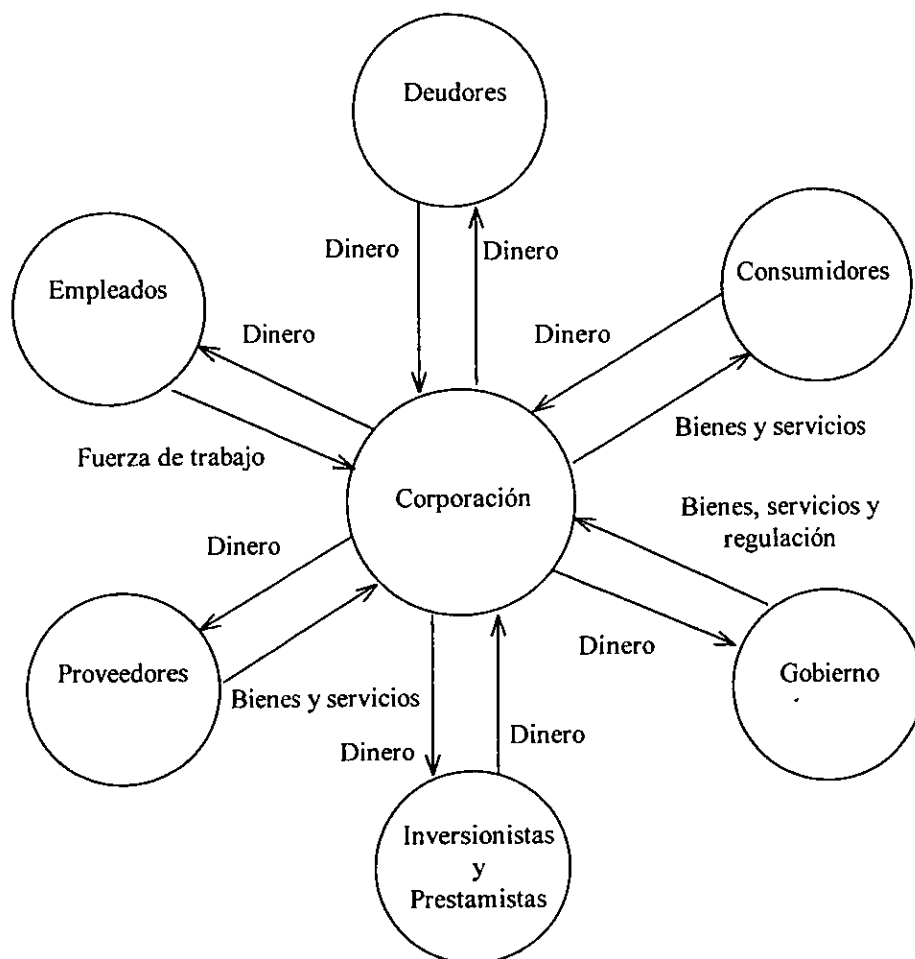 Deudores
Dinero
Dinero
Consumidores
Empleados
Dinero
Dinero
Bienes y servicios
Fuerza de trabajo
Corporación
Bienes, servicios y
regulación
Dinero
Dinero
Proveedores
Gobierno
Bienes y servicios
Dinero
Dinero
Inversionistas
y
Prestamistas